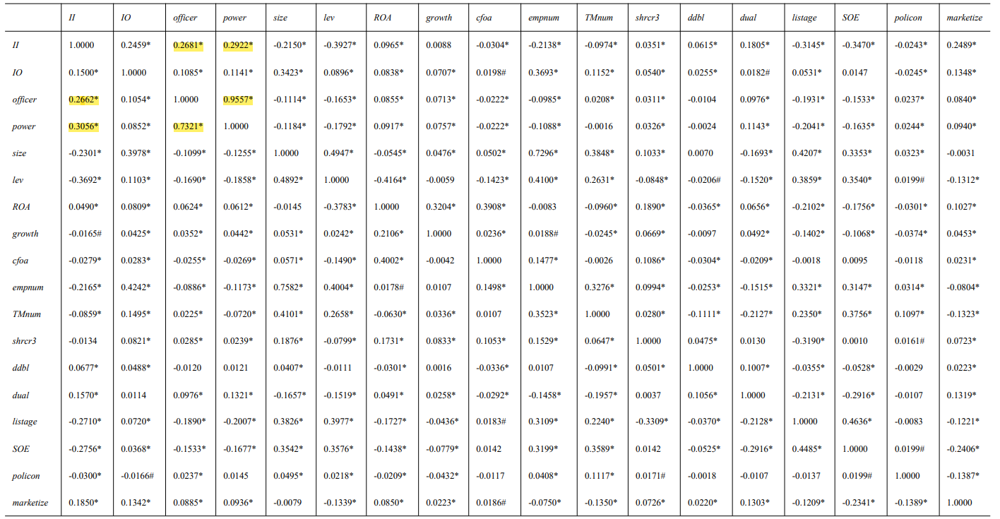 II IO officer power size lev ROA growth cfoa empnum TMnum shrcr3 ddbl dual listage SOE policon marketize
II 1.0000 0.2459* 0.2681* 0.2922* -0.2150* -0.3927* 0.0965* 0.0088 -0.0304* -0.2138* -0.0974* 0.0351* 0.0615* 0.1805* -0.3145* -0.3470* -0.0243* 0.2489*
IO 0.1500* 1.0000 0.1085* 0.1141* 0.3423* 0.0896* 0.0838* 0.0707* 0.0198# 0.3693* 0.1152* 0.0540* 0.0255* 0.0182# 0.0531* 0.0147 -0.0245* 0.1348*
officer 0.2662* 0.1054* 1.0000 0.9557* -0.1114* -0.1653* 0.0855* 0.0713* -0.0222* -0.0985* 0.0208* 0.0311* -0.0104 0.0976* -0.1931* -0.1533* 0.0237* 0.0840*
power 0.3056* 0.0852* 0.7321* 1.0000 -0.1184* -0.1792* 0.0917* 0.0757* -0.0222* -0.1088* -0.0016 0.0326* -0.0024 0.1143* -0.2041* -0.1635* 0.0244* 0.0940*
size -0.2301* 0.3978* -0.1099* -0.1255* 1.0000 0.4947* -0.0545* 0.0476* 0.0502* 0.7296* 0.3848* 0.1033* 0.0070 -0.1693* 0.4207* 0.3353* 0.0323* -0.0031
lev -0.3692* 0.1103* -0.1690* -0.1858* 0.4892* 1.0000 -0.4164* -0.0059 -0.1423* 0.4100* 0.2631* -0.0848* -0.0206# -0.1520* 0.3859* 0.3540* 0.0199# -0.1312*
ROA 0.0490* 0.0809* 0.0624* 0.0612* -0.0145 -0.3783* 1.0000 0.3204* 0.3908* -0.0083 -0.0960* 0.1890* -0.0365* 0.0656* -0.2102* -0.1756* -0.0301* 0.1027*
growth -0.0165# 0.0425* 0.0352* 0.0442* 0.0531* 0.0242* 0.2106* 1.0000 0.0236* 0.0188# -0.0245* 0.0669* -0.0097 0.0492* -0.1402* -0.1068* -0.0374* 0.0453*
cfoa -0.0279* 0.0283* -0.0255* -0.0269* 0.0571* -0.1490* 0.4002* -0.0042 1.0000 0.1477* -0.0026 0.1086* -0.0304* -0.0209* -0.0018 0.0095 -0.0118 0.0231*
empnum -0.2165* 0.4242* -0.0886* -0.1173* 0.7582* 0.4004* 0.0178# 0.0107 0.1498* 1.0000 0.3276* 0.0994* -0.0253* -0.1515* 0.3321* 0.3147* 0.0314* -0.0804*
TMnum -0.0859* 0.1495* 0.0225* -0.0720* 0.4101* 0.2658* -0.0630* 0.0336* 0.0107 0.3523* 1.0000 0.0280* -0.1111* -0.2127* 0.2350* 0.3756* 0.1097* -0.1323*
shrcr3 -0.0134 0.0821* 0.0285* 0.0239* 0.1876* -0.0799* 0.1731* 0.0833* 0.1053* 0.1529* 0.0647* 1.0000 0.0475* 0.0130 -0.3190* 0.0010 0.0161# 0.0723*
ddbl 0.0677* 0.0488* -0.0120 0.0121 0.0407* -0.0111 -0.0301* 0.0016 -0.0336* 0.0107 -0.0991* 0.0501* 1.0000 0.1007* -0.0355* -0.0528* -0.0029 0.0223*
dual 0.1570* 0.0114 0.0976* 0.1321* -0.1657* -0.1519* 0.0491* 0.0258* -0.0292* -0.1458* -0.1957* 0.0037 0.1056* 1.0000 -0.2131* -0.2916* -0.0107 0.1319*
listage -0.2710* 0.0720* -0.1890* -0.2007* 0.3826* 0.3977* -0.1727* -0.0436* 0.0183# 0.3109* 0.2240* -0.3309* -0.0370* -0.2128* 1.0000 0.4636* -0.0083 -0.1221*
SOE -0.2756* 0.0368* -0.1533* -0.1677* 0.3542* 0.3576* -0.1438* -0.0779* 0.0142 0.3199* 0.3589* 0.0142 -0.0525* -0.2916* 0.4485* 1.0000 0.0199# -0.2406*
policon -0.0300* -0.0166# 0.0237* 0.0145 0.0495* 0.0218* -0.0209* -0.0432* -0.0117 0.0408* 0.1117* 0.0171# -0.0018 -0.0107 -0.0137 0.0199# 1.0000 -0.1387*
marketize 0.1850* 0.1342* 0.0885* 0.0936* -0.0079 -0.1339* 0.0850* 0.0223* 0.0186# -0.0750* -0.1350* 0.0726* 0.0220* 0.1303* -0.1209* -0.2341* -0.1389* 1.0000